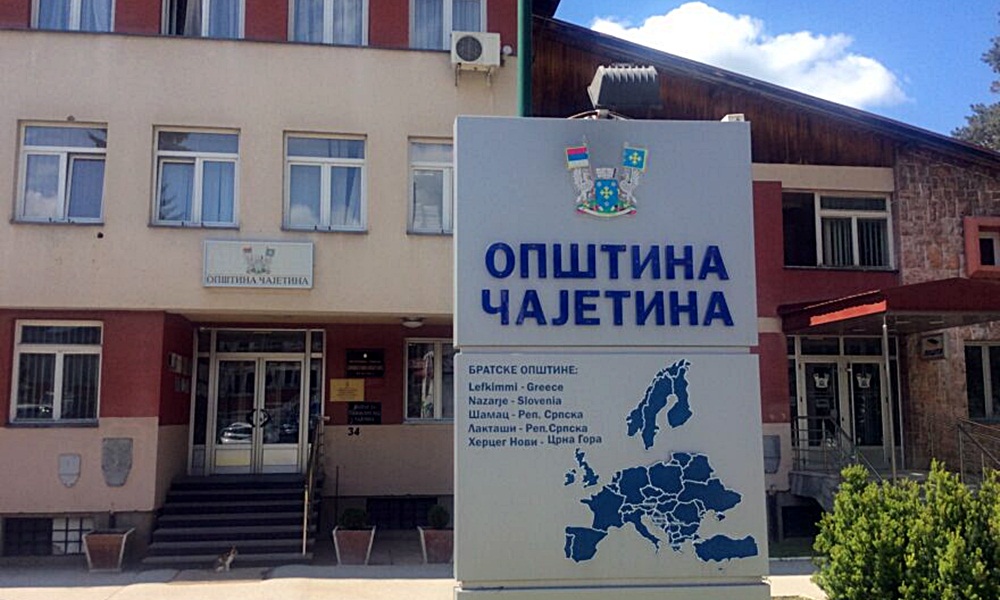 ОПШТИНА
ЧАЈЕТИНА
БРАТСКЕ ОПШТИНЕ:
Lefkimmi - Greece
Nazarje - Slovenia
Шамац - Реп. Српска
Лакташи - Реп.Српска
Херцег Нови - Црна Гора
ОПШТИНА ЧАЈЕТИНА
34